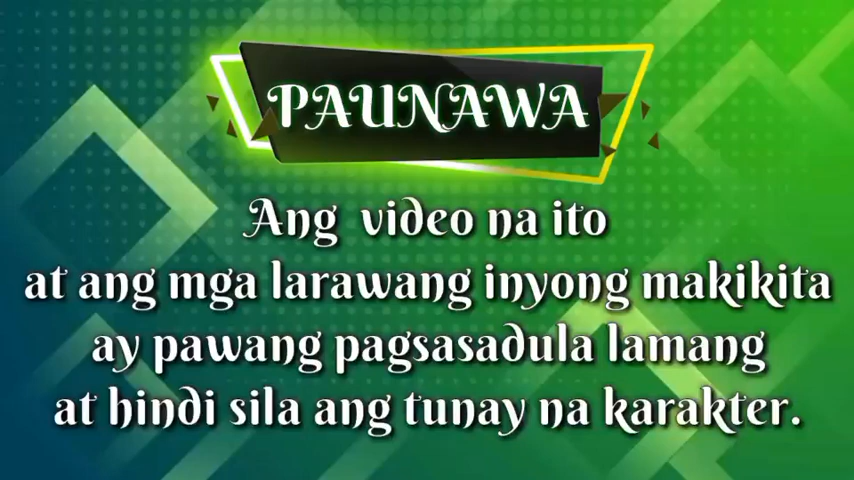 PAUNAWA
Ang video na ito
at ang mga larawang inyong makikita
ay pawang pagsasadula lamang
at hindi sila ang tunay na karakter.